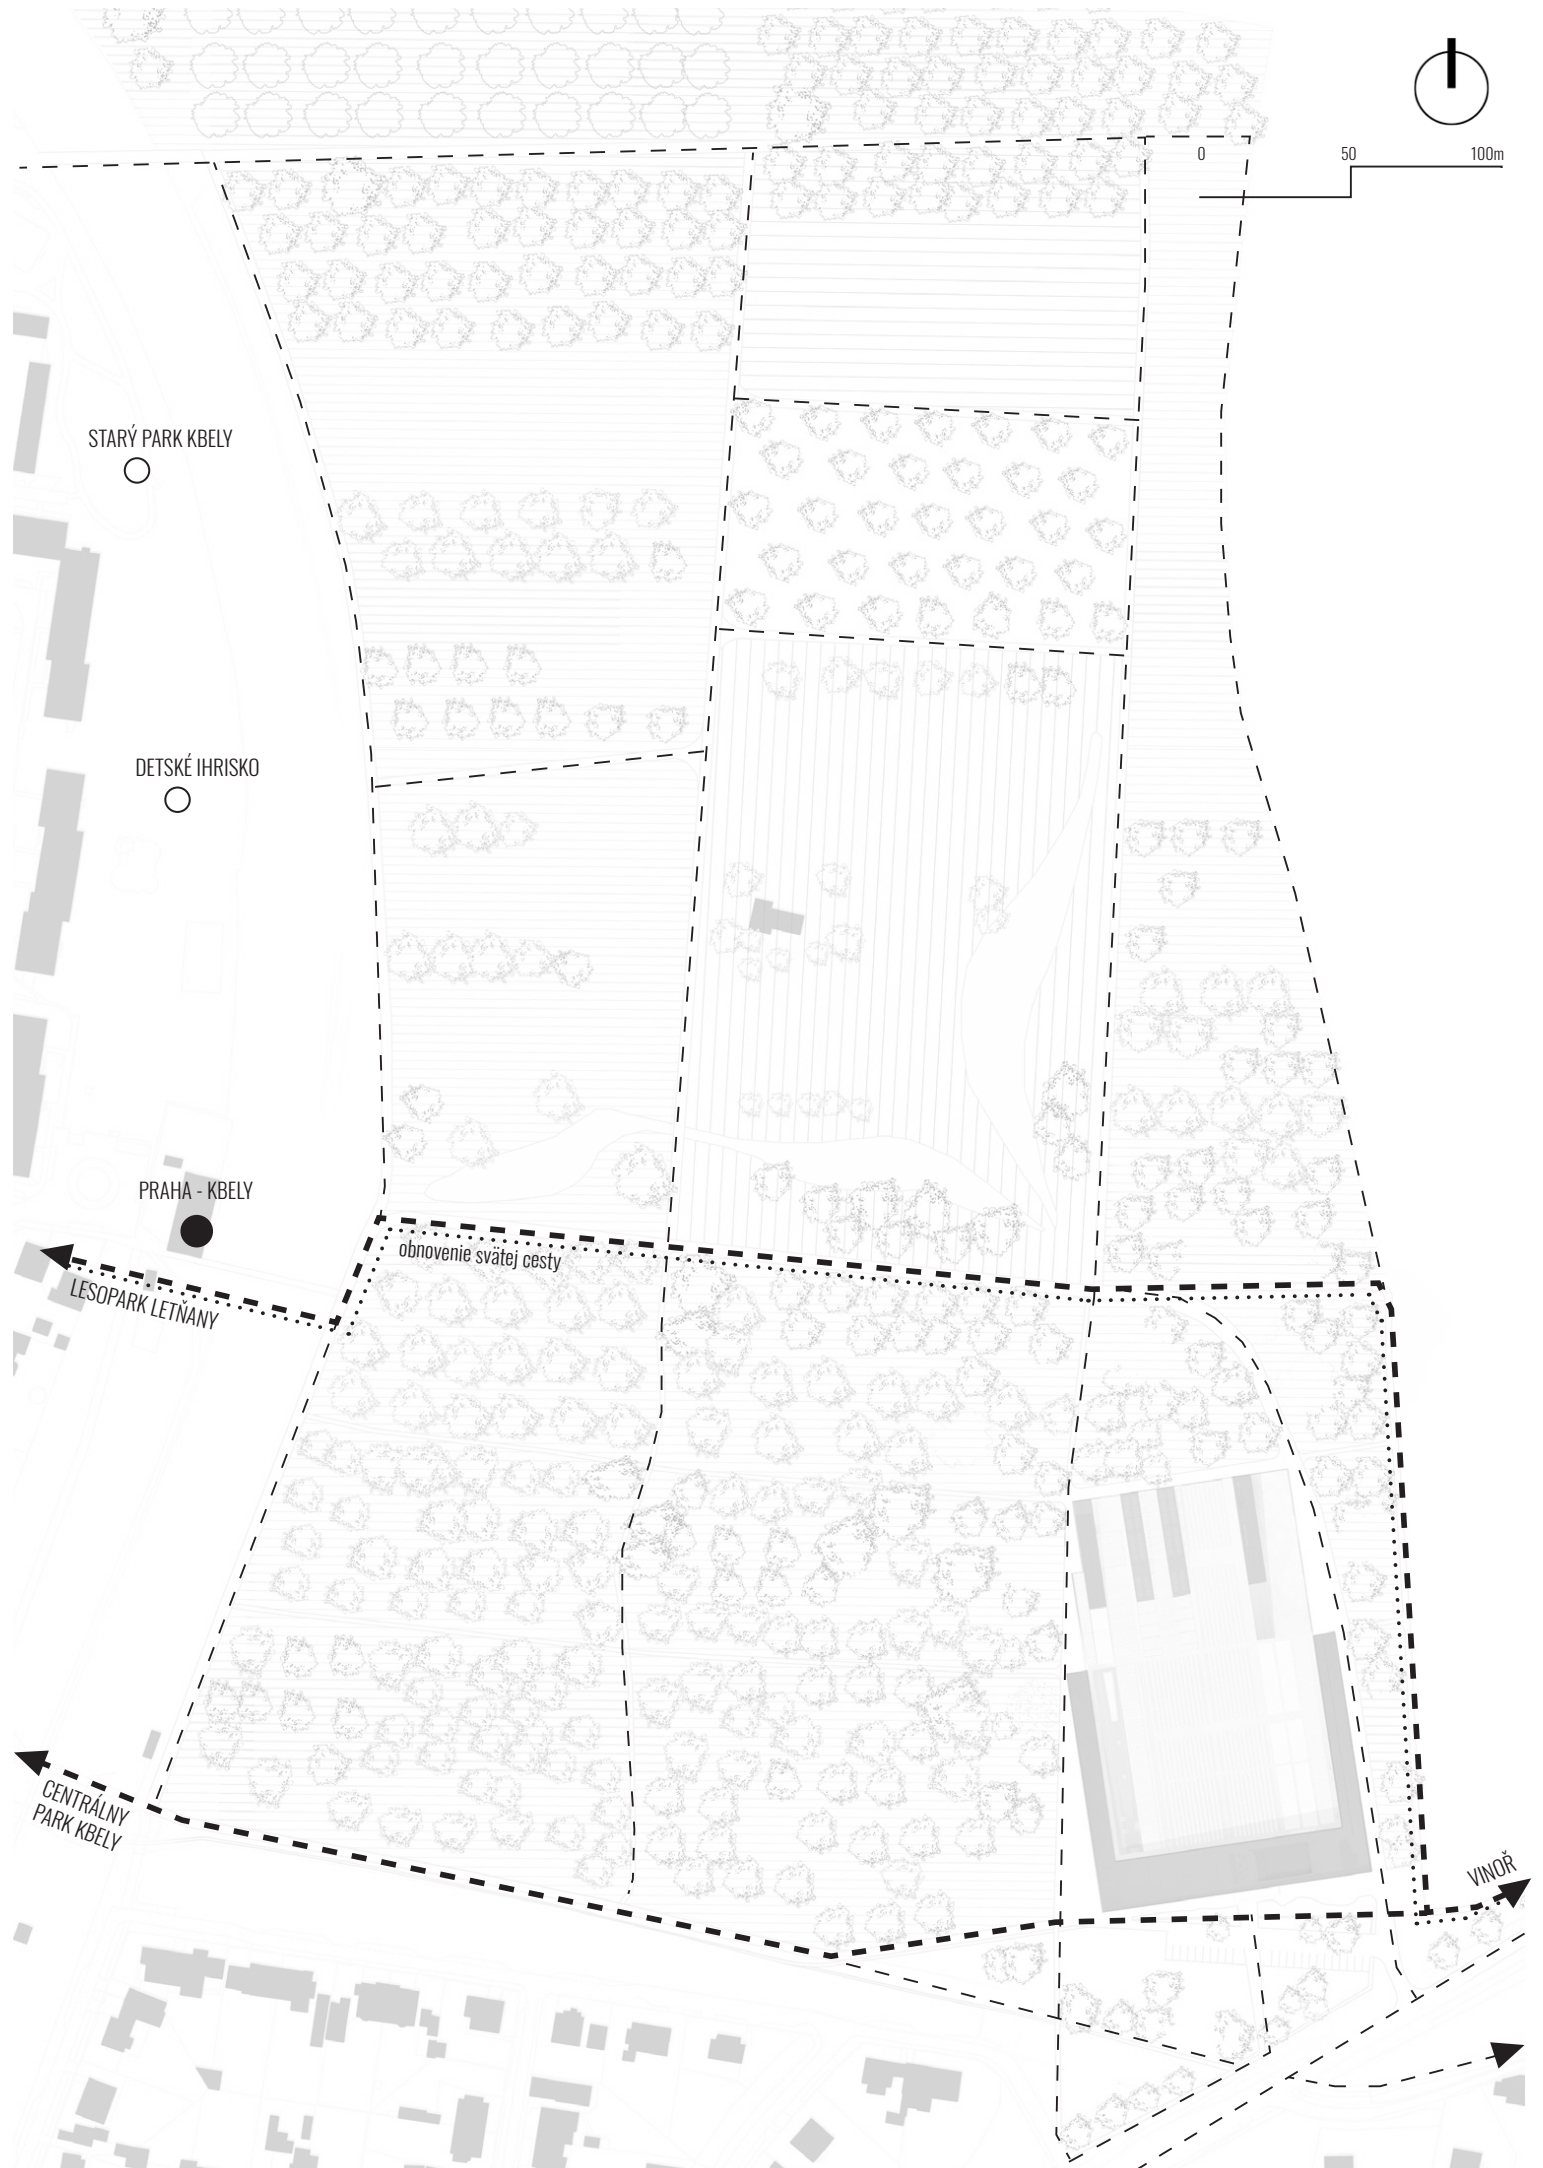 0 50 100m
STARÝ PARK KBELY
DETSKÉ IHRISKO
PRAHA - KBELY
obnovenie svätej cesty
LESOPARK LETŇANY
CENTRÁLNY
PARK KBELY
VINOŘ